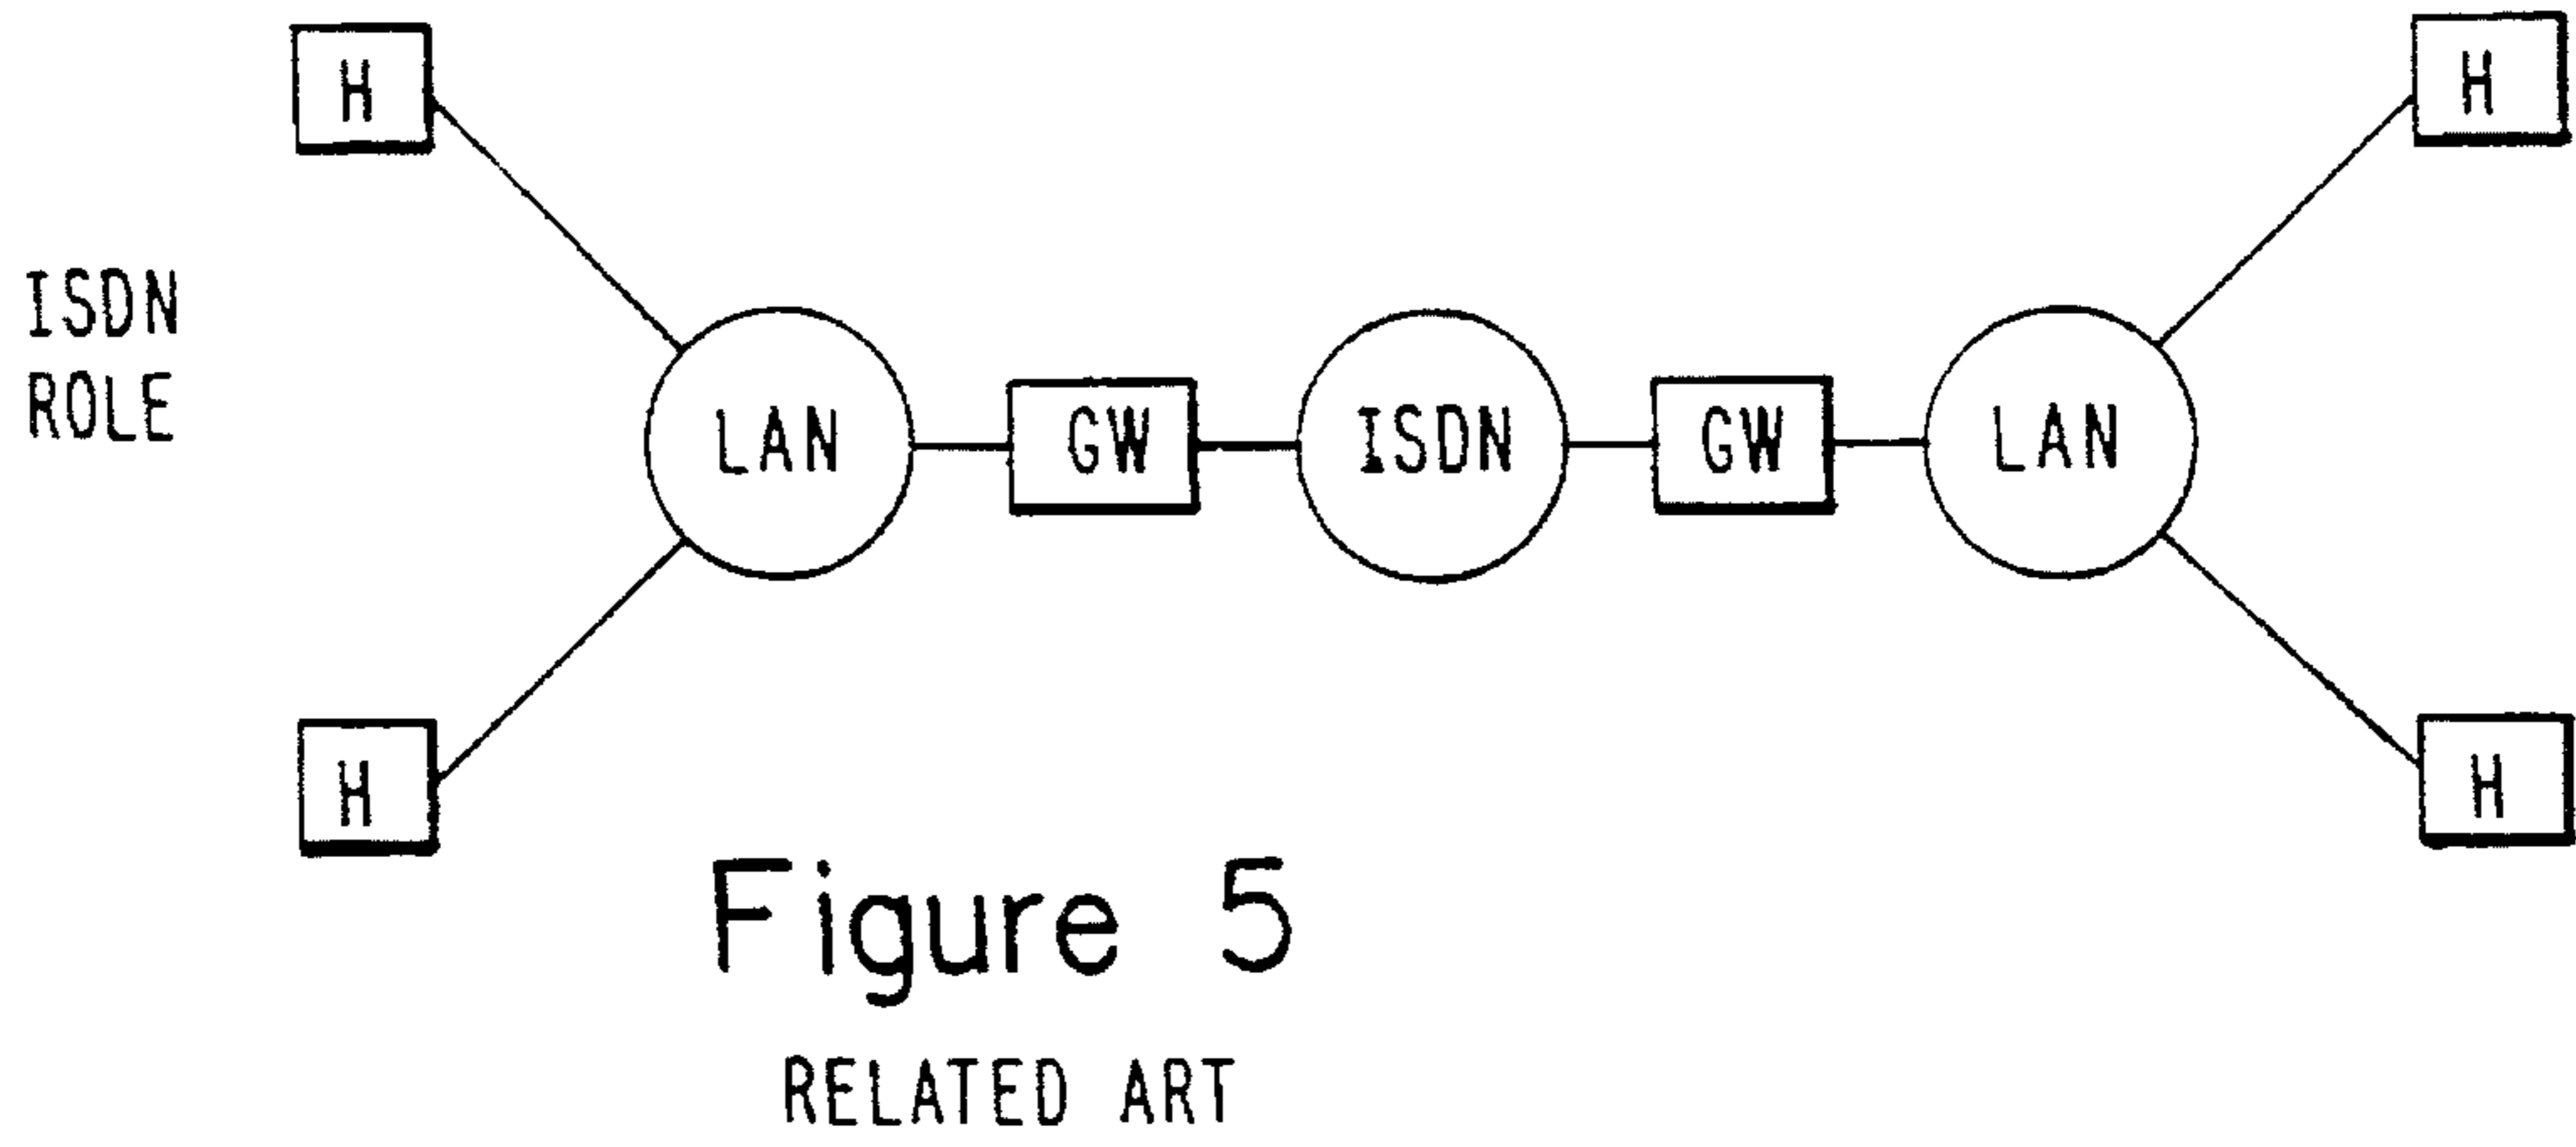 H
H
ISDN
ROLE
LAN
GW
ISDN
GW
LAN
H
H
Figure 5
RELATED ART